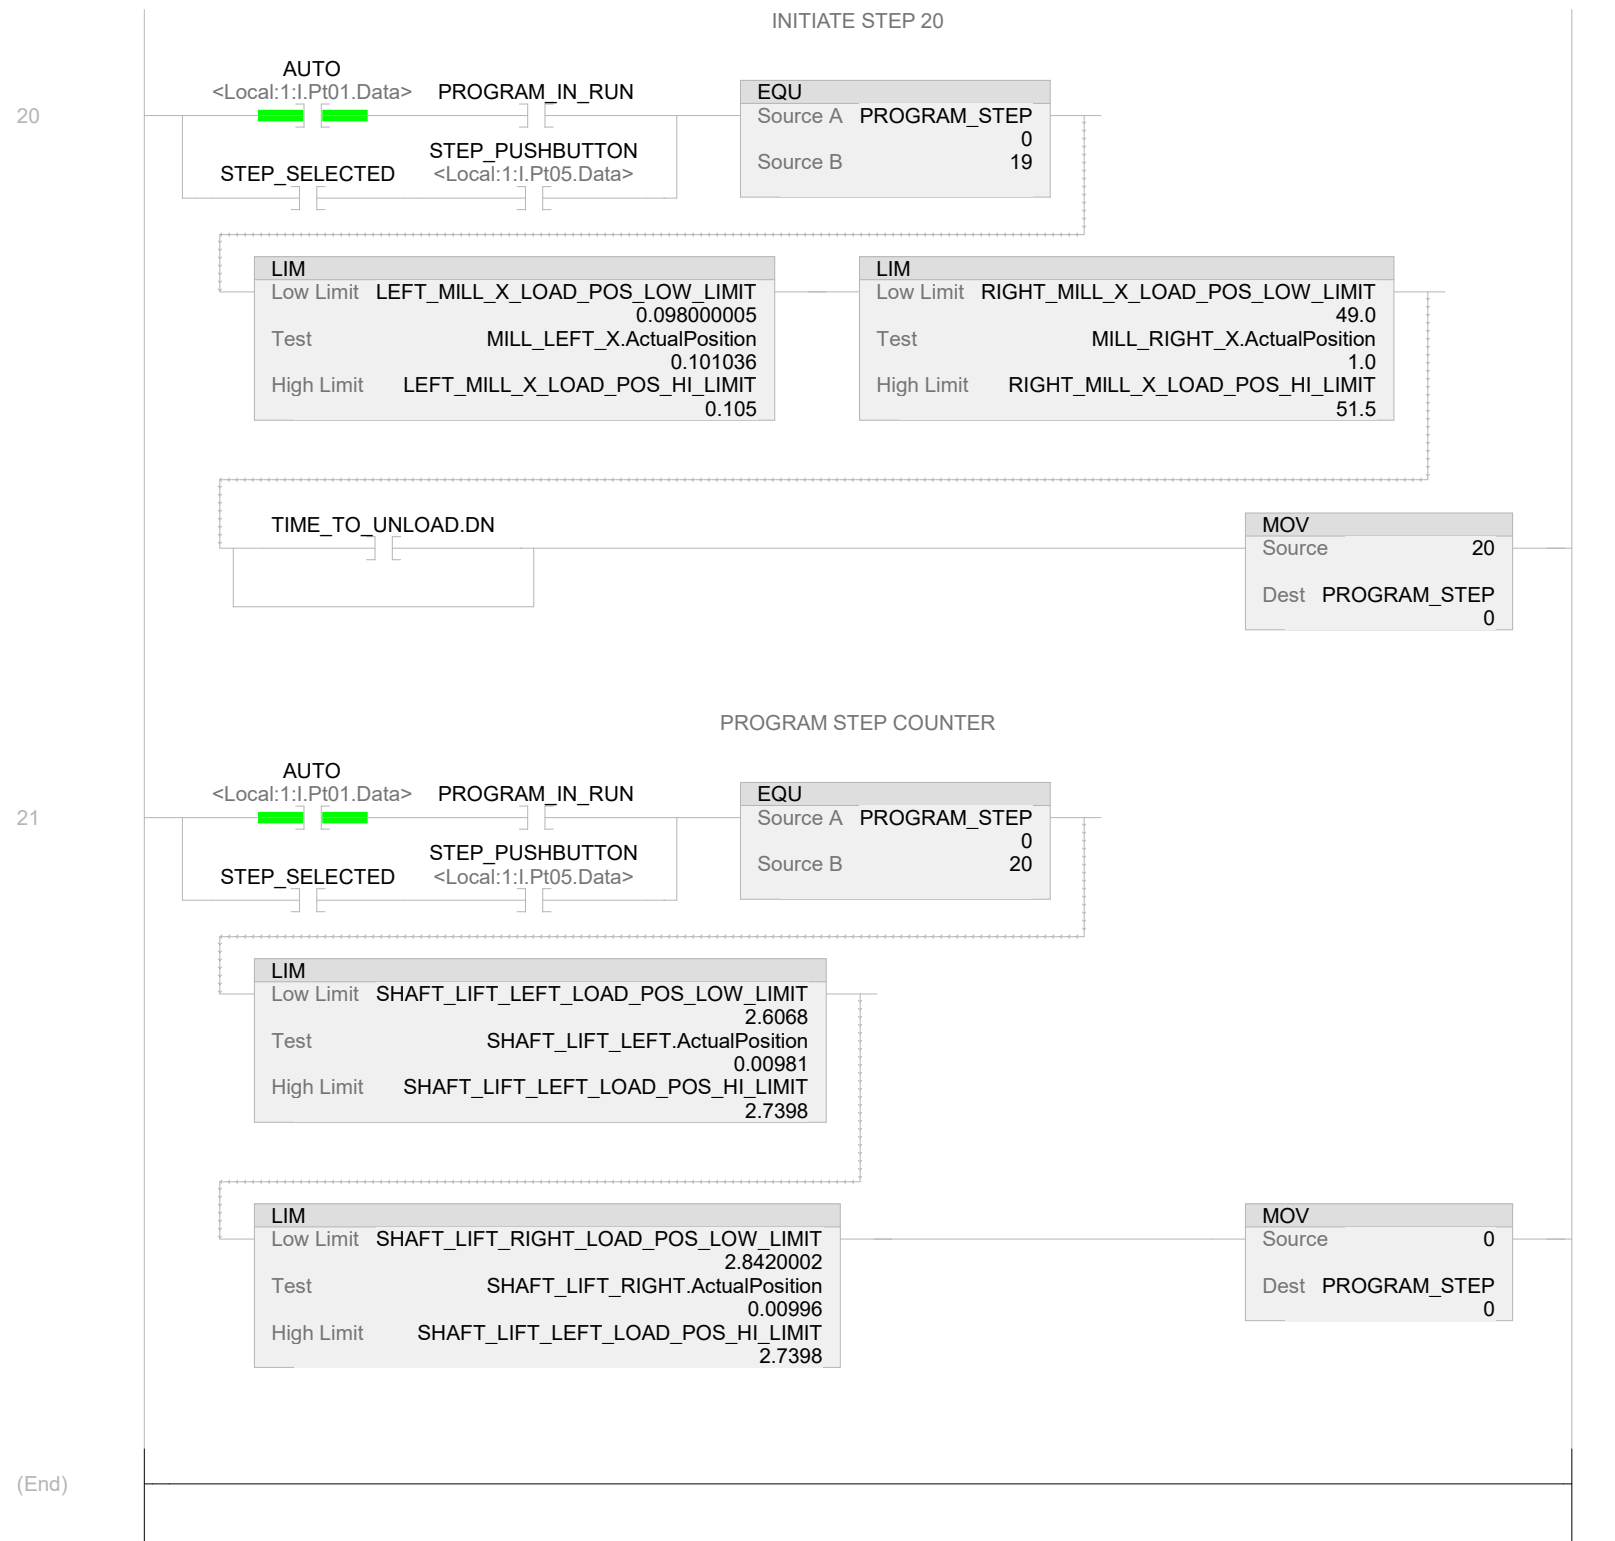 INITIATE STEP 20
AUTO
<Local:1:I.Pt01.Data> PROGRAM_IN_RUN
20
EQU
Source A PROGRAM_STEP
0
Source B 19
STEP_PUSHBUTTON
STEP_SELECTED <Local:1:I.Pt05.Data>
LIM
Low Limit LEFT_MILL_X_LOAD_POS_LOW_LIMIT
0.098000005
Test MILL_LEFT_X.ActualPosition
0.101036
High Limit LEFT_MILL_X_LOAD_POS_HI_LIMIT
0.105
LIM
Low Limit RIGHT_MILL_X_LOAD_POS_LOW_LIMIT
49.0
Test MILL_RIGHT_X.ActualPosition
1.0
High Limit RIGHT_MILL_X_LOAD_POS_HI_LIMIT
51.5
TIME_TO_UNLOAD.DN
MOV
Source 20
Dest PROGRAM_STEP
0
PROGRAM STEP COUNTER
AUTO
<Local:1:I.Pt01.Data> PROGRAM_IN_RUN
21
EQU
Source A PROGRAM_STEP
0
Source B 20
STEP_PUSHBUTTON
STEP_SELECTED <Local:1:I.Pt05.Data>
LIM
Low Limit SHAFT_LIFT_LEFT_LOAD_POS_LOW_LIMIT
2.6068
Test SHAFT_LIFT_LEFT.ActualPosition
0.00981
High Limit SHAFT_LIFT_LEFT_LOAD_POS_HI_LIMIT
2.7398
LIM
Low Limit SHAFT_LIFT_RIGHT_LOAD_POS_LOW_LIMIT
2.8420002
Test SHAFT_LIFT_RIGHT.ActualPosition
0.00996
High Limit SHAFT_LIFT_LEFT_LOAD_POS_HI_LIMIT
2.7398
MOV
Source 0
Dest PROGRAM_STEP
0
(End)